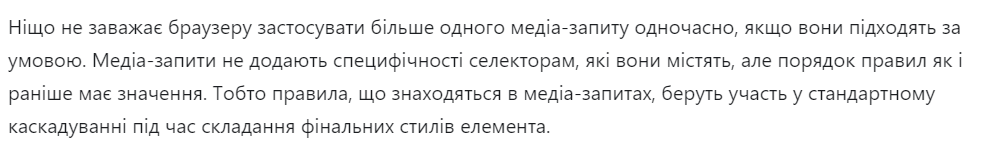 Ніщо не заважає браузеру застосувати більше одного медіа-запиту одночасно, якщо вони підходять за
умовою. Медіа-запити не додають специфічності селекторам, які вони містять, але порядок правил як і
раніше має значення. Тобто правила, що знаходяться в медіа-запитах, беруть участь у стандартному
каскадуванні під час складання фінальних стилів елемента.